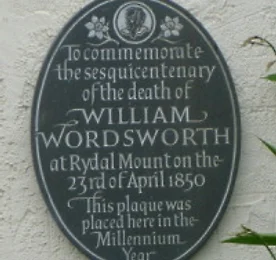 To commemorate
the sesquicentenary
of the death of
WILLIAM
WORDSWORTH
at Rydal Mount on the
23rd of April 1850
This plaque was
placed here in the
Millennium
Year